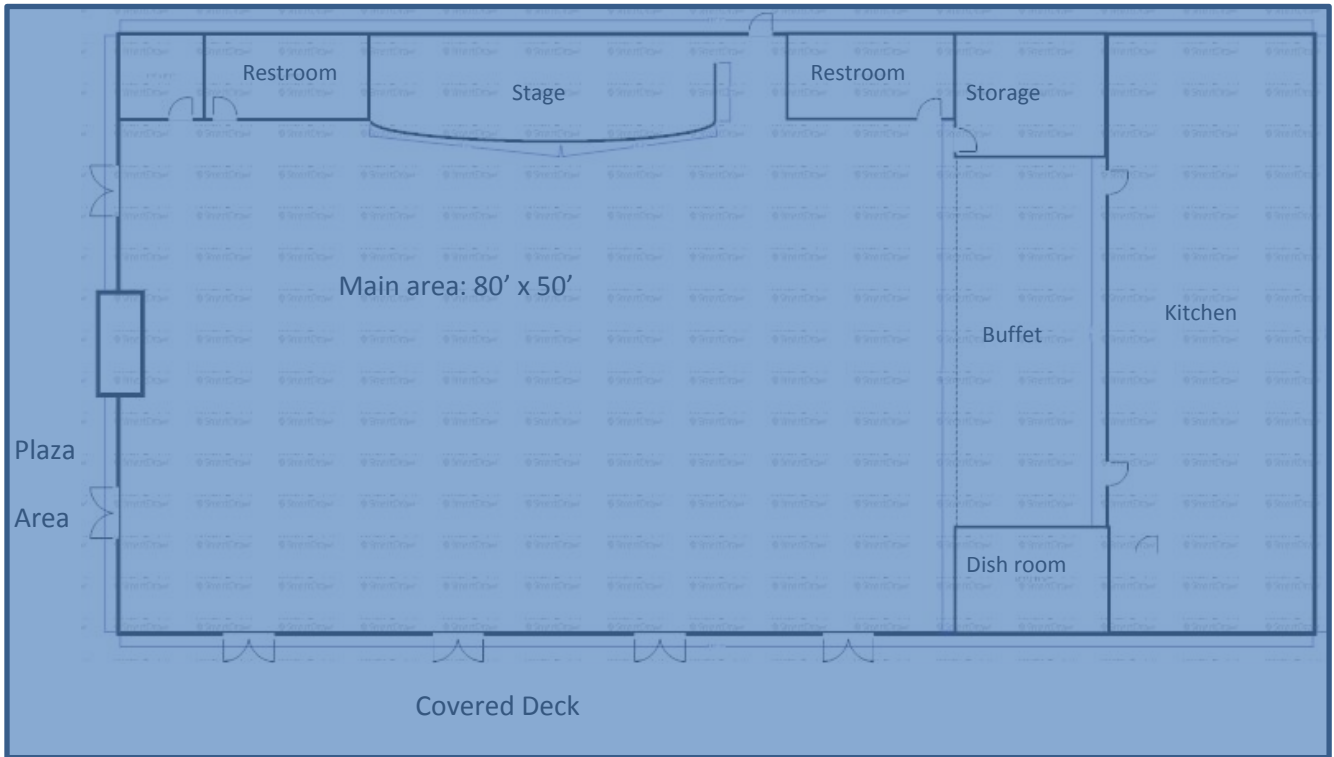 Restroom
Stage
Restroom
Storage
Main area: 80’ x 50’
Kitchen
Buffet
Plaza
Area
Dish room
Covered Deck